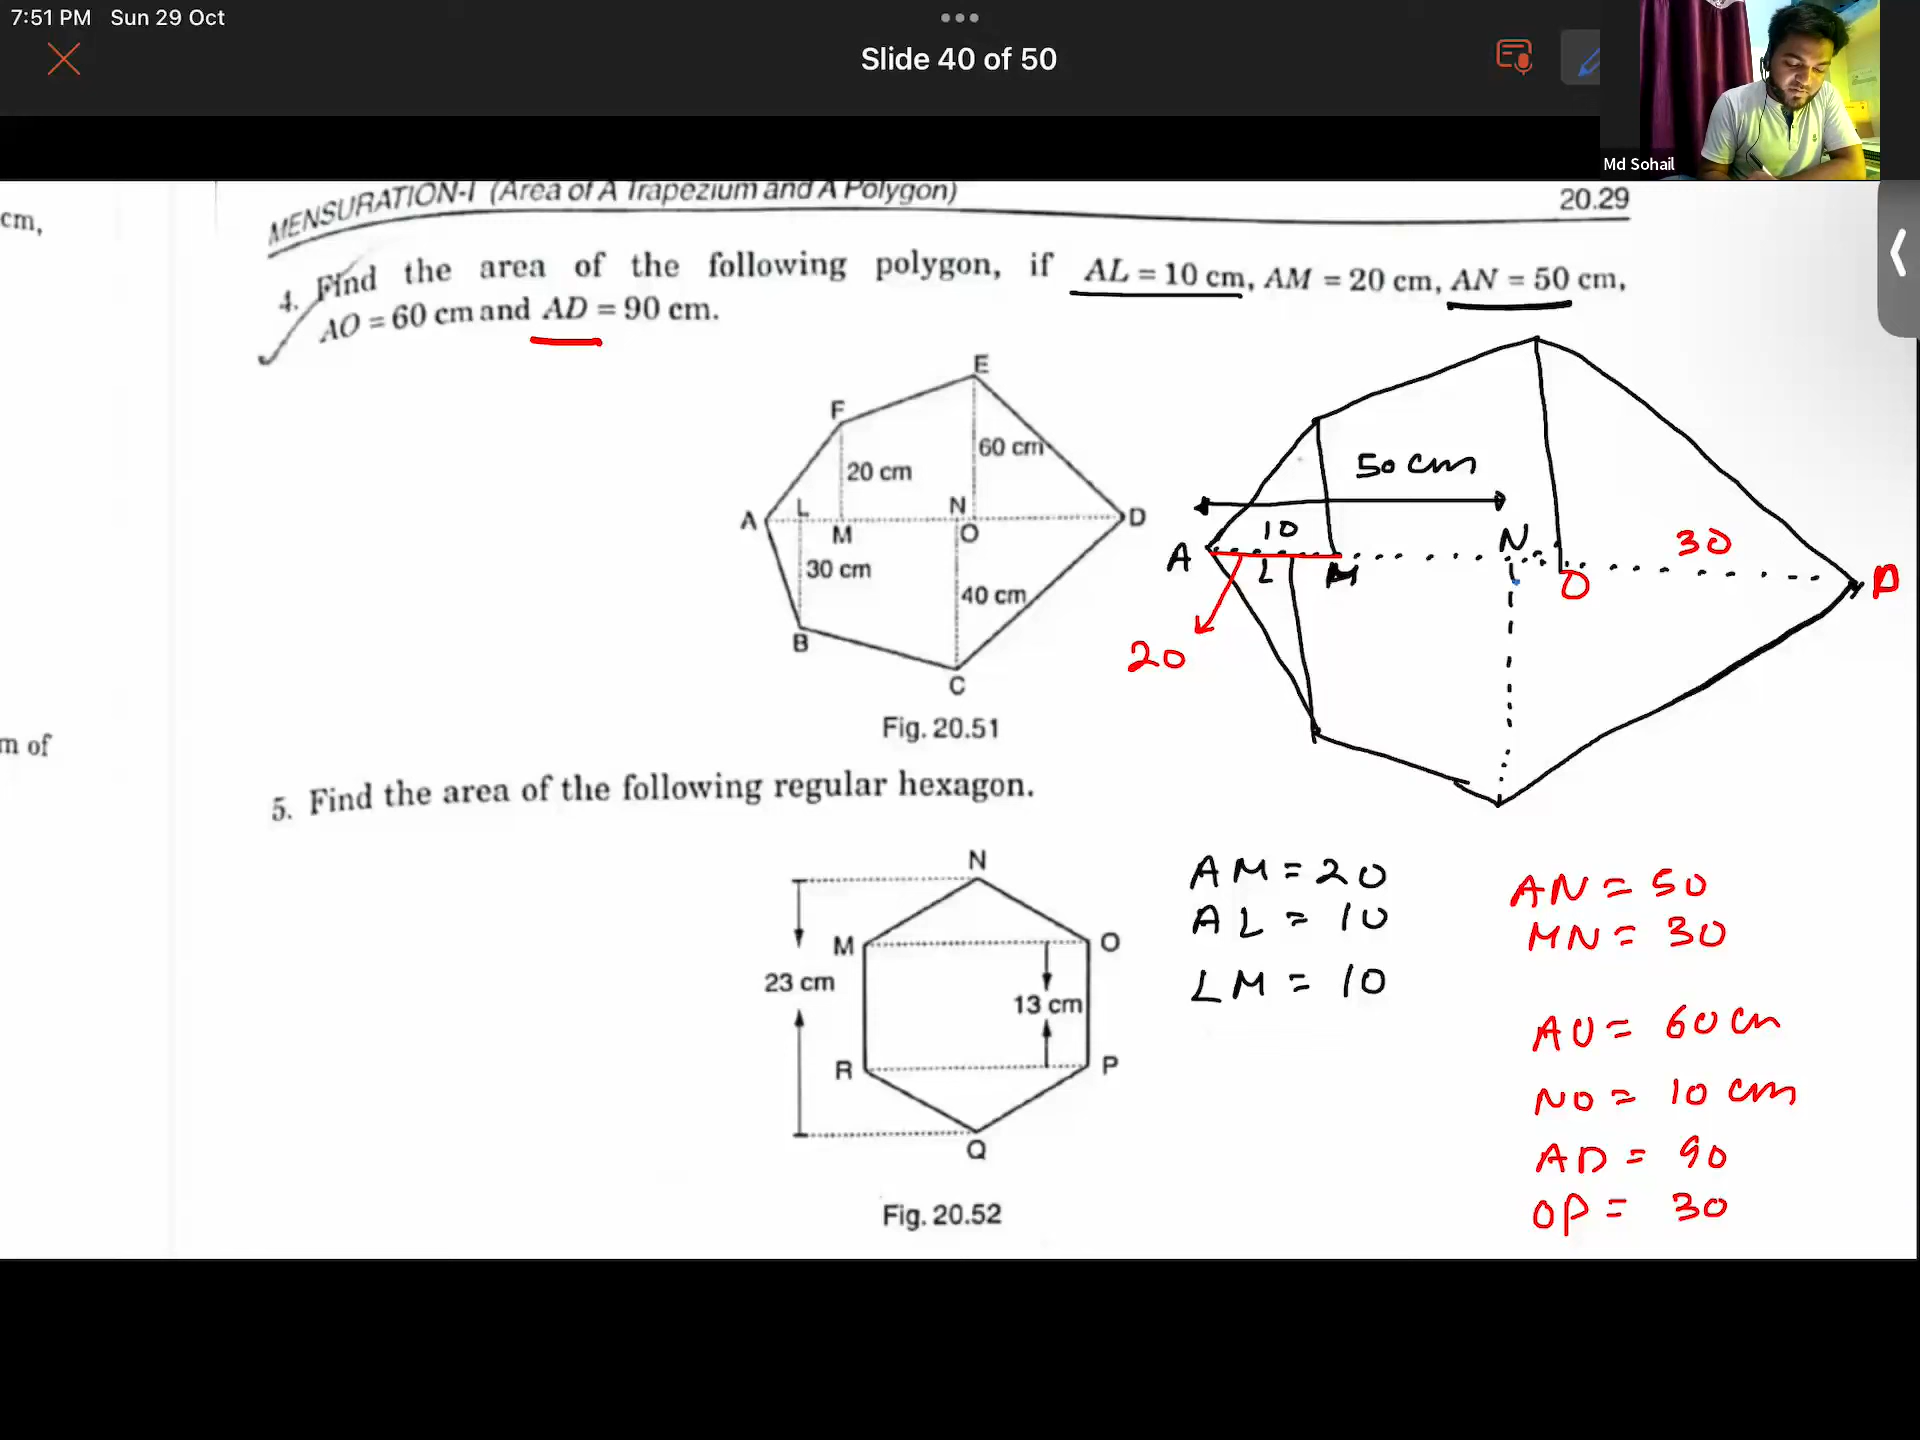 7:51 PM Sun 29 Oct
Slide 40 of 50
Md Sohail
cm,
m of
MENSURATION-I (Area of A Trapezium and A Polygon)
20.29
4. Find the area of the following polygon, if AL = 10 cm, AM = 20 cm, AN = 50 cm,
AO = 60 cm and AD = 90 cm.
E
F
60 cm
20 cm
A
L
N
D
M
O
30 cm
40 cm
B
C
Fig. 20.51
50 cm
10
A
L
M
N
O
30
D
20
5. Find the area of the following regular hexagon.
N
M
O
23 cm
13 cm
R
P
Q
Fig. 20.52
AM = 20
AL = 10
LM = 10
AN = 50
MN = 30
AO = 60 cm
NO = 10 cm
AD = 90
OD = 30